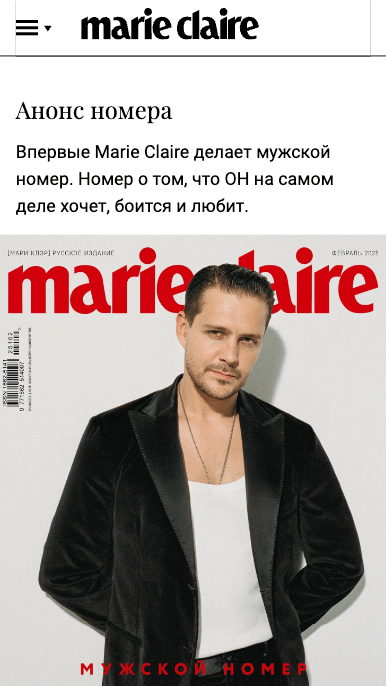 marie claire
Анонс номера
Впервые Marie Claire делает мужской
номер. Номер о том, что ОН на самом
деле хочет, боится и любит.
[МАРИ КЛЭР] РУССКОЕ ИЗДАНИЕ
ФЕВРАЛЬ 2025
marie claire
МУЖСКОЙ НОМЕР